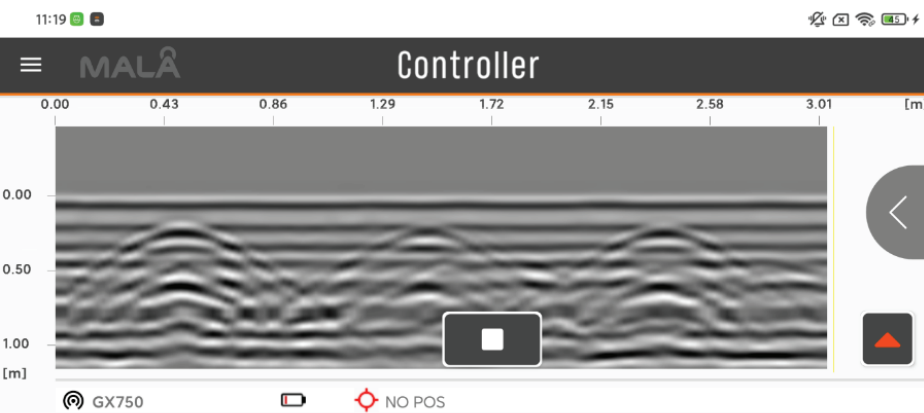 11:19 45
MALÅ Controller
0.00 0.43 0.86 1.29 1.72 2.15 2.58 3.01 [m
0.00
0.50
1.00
[m]
GX750 NO POS